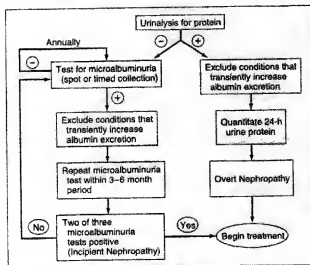 Urinalysis for protein
Annually
−
+
−
Test for microalbuminuria
(spot or timed collection)
Exclude conditions that
transiently increase
albumin excretion
+
Exclude conditions that
transiently increase
albumin excretion
Quantitate 24-h
urine protein
Repeat microalbuminuria
test within 3–6 month
period
Overt Nephropathy
No
Two of three
microalbuminuria
tests positive
(Incipient Nephropathy)
Yes
Begin treatment